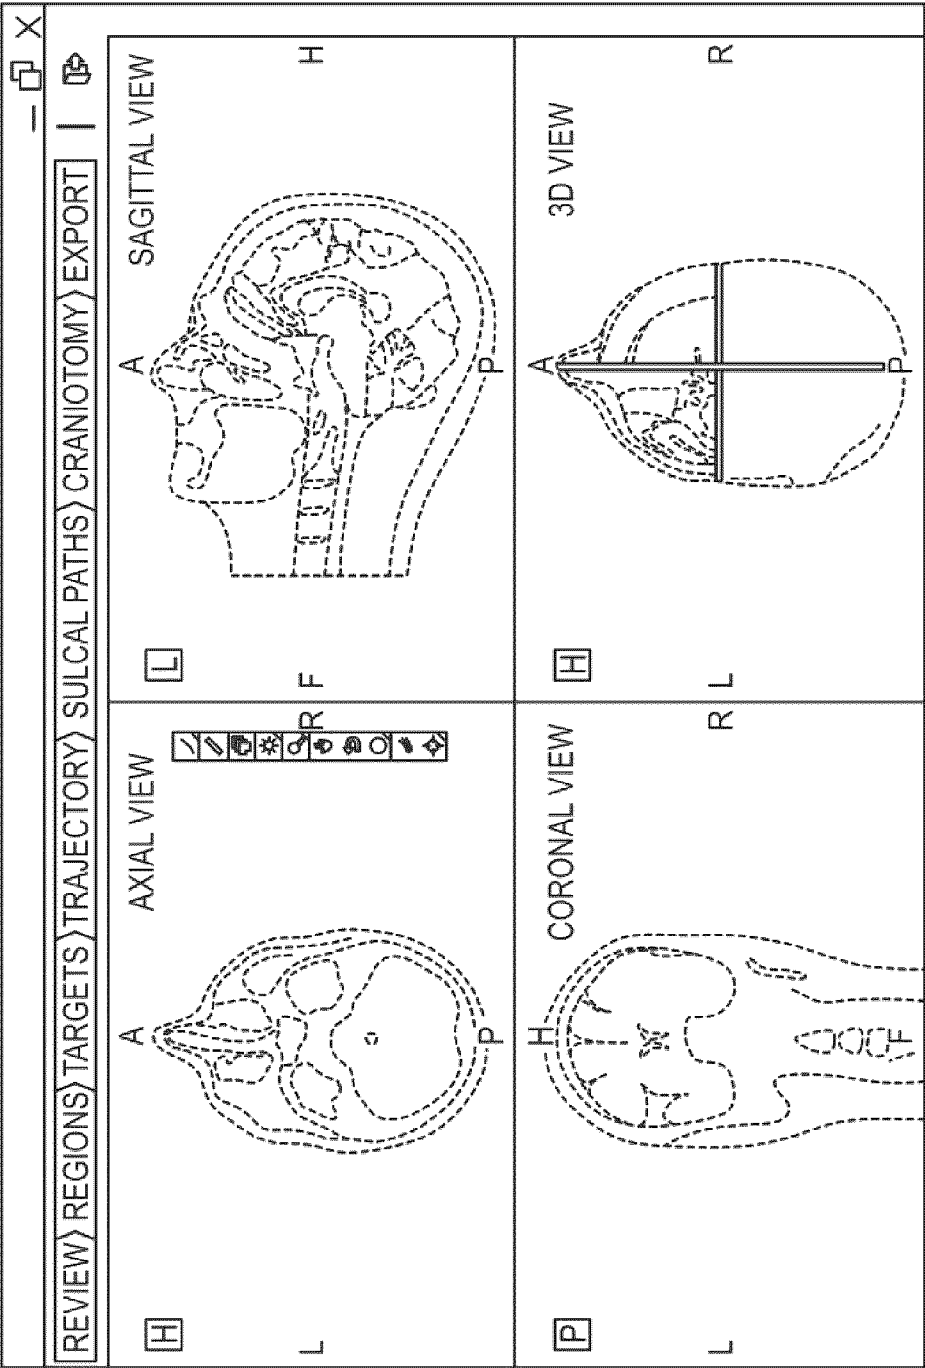 REVIEW REGIONS TARGETS TRAJECTORY SULCAL PATHS CRANIOTOMY EXPORT
H
A
AXIAL VIEW
L
R
P
L
A
SAGITTAL VIEW
F
H
P
P
H
CORONAL VIEW
L
R
F
H
A
3D VIEW
L
R
P